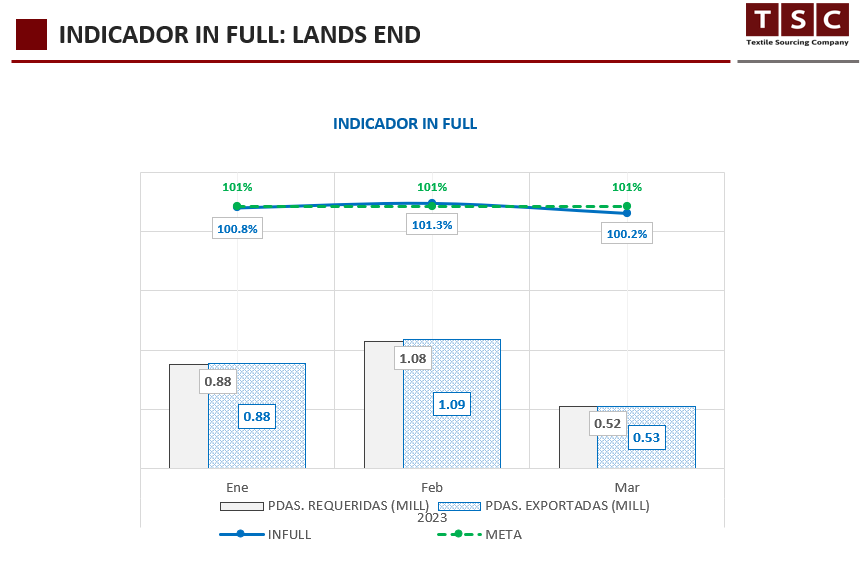 INDICADOR IN FULL: LANDS END
TSC
Textile Sourcing Company
INDICADOR IN FULL
101% 101% 101%
100.8% 101.3% 100.2%
0.88 1.08 0.52
0.88 1.09 0.53
Ene Feb Mar
PDAS. REQUERIDAS (MILL) PDAS. EXPORTADAS (MILL)
2023
INFULL META